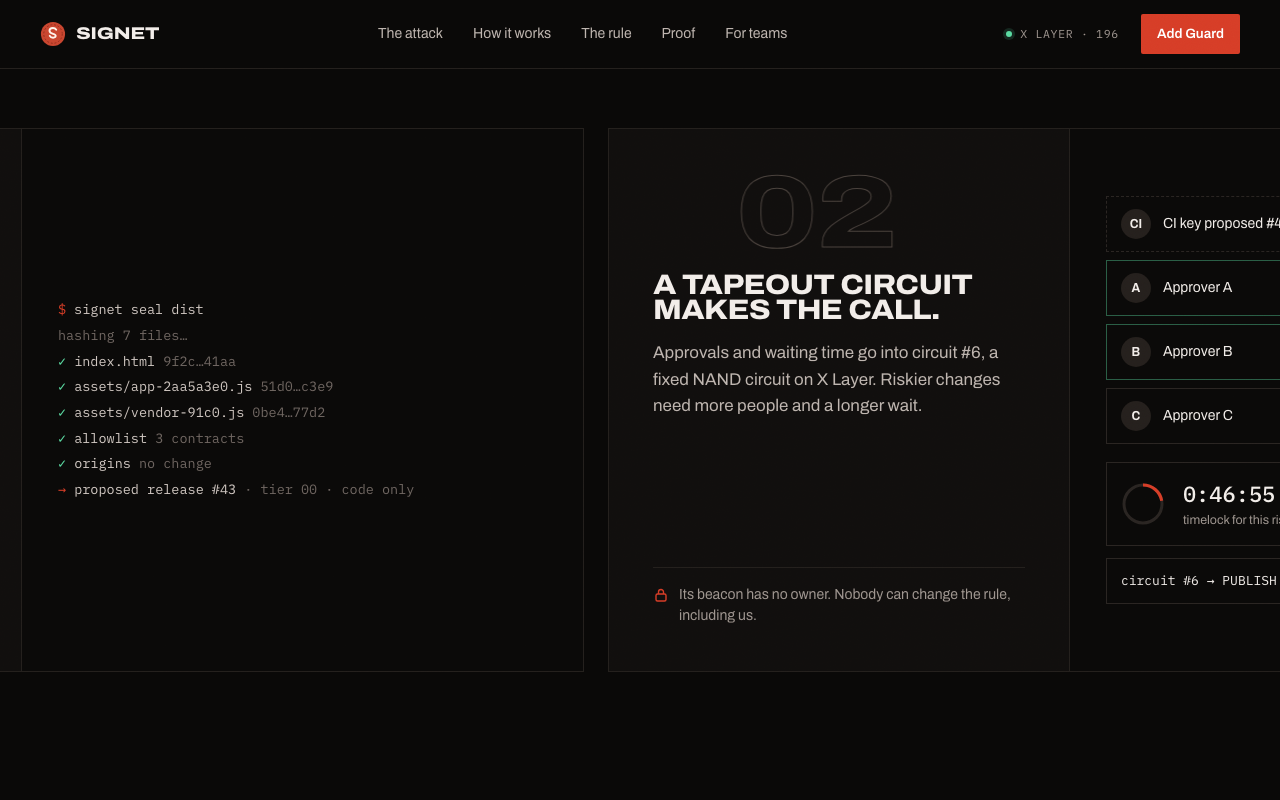 S SIGNET
The attack
How it works
The rule
Proof
For teams
X LAYER · 196
Add Guard
$ signet seal dist
hashing 7 files…
✓ index.html 9f2c…41aa
✓ assets/app-2aa5a3e0.js 51d0…c3e9
✓ assets/vendor-91c0.js 0be4…77d2
✓ allowlist 3 contracts
✓ origins no change
→ proposed release #43 · tier 00 · code only
02
A TAPEOUT CIRCUIT
MAKES THE CALL.
Approvals and waiting time go into circuit #6, a
fixed NAND circuit on X Layer. Riskier changes
need more people and a longer wait.
Its beacon has no owner. Nobody can change the rule,
including us.
CI CI key proposed #4
A Approver A
B Approver B
C Approver C
0:46:55
timelock for this
circuit #6 → PUBLISH